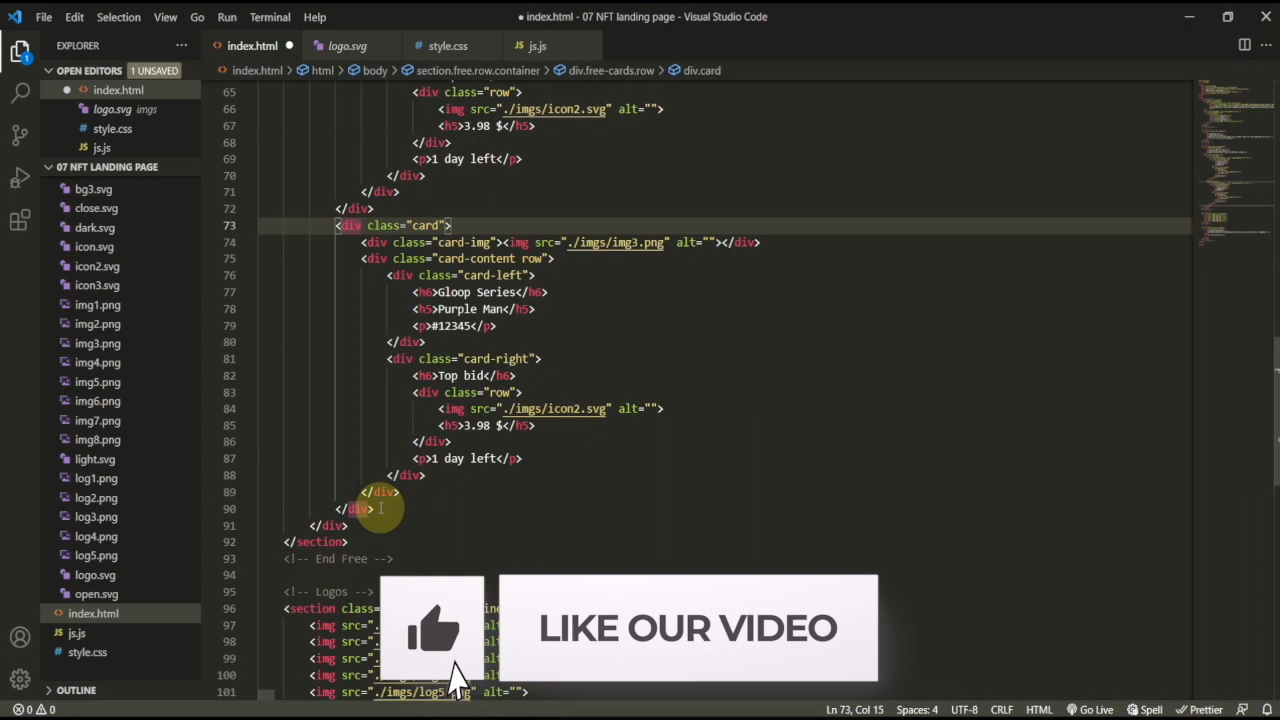 File Edit Selection View Go Run Terminal Help
● index.html - 07 NFT landing page - Visual Studio Code
EXPLORER
index.html
logo.svg
style.css
JS js.js
OPEN EDITORS 1 UNSAVED
index.html
logo.svg imgs
style.css
JS js.js
07 NFT LANDING PAGE
bg3.svg
close.svg
dark.svg
icon.svg
icon2.svg
icon3.svg
img1.png
img2.png
img3.png
img4.png
img5.png
img6.png
img7.png
img8.png
light.svg
log1.png
log2.png
log3.png
log4.png
log5.png
logo.svg
open.svg
index.html
JS js.js
style.css
OUTLINE
index.html > html > body > section.free.row.container > div.free-cards.row > div.card
65 <div class="row">
66 <img src="./imgs/icon2.svg" alt="">
67 <h5>3.98 $</h5>
68 </div>
69 <p>1 day left</p>
70 </div>
71 </div>
72 </div>
73 <div class="card">
74 <div class="card-img"><img src="./imgs/img3.png" alt=""></div>
75 <div class="card-content row">
76 <div class="card-left">
77 <h6>Gloop Series</h6>
78 <h5>Purple Man</h5>
79 <p>#12345</p>
80 </div>
81 <div class="card-right">
82 <h6>Top bid</h6>
83 <div class="row">
84 <img src="./imgs/icon2.svg" alt="">
85 <h5>3.98 $</h5>
86 </div>
87 <p>1 day left</p>
88 </div>
89 </div>
90 </div>
91 </div>
92 </section>
93 <!-- End Free -->
94
95 <!-- Logos -->
96 <section
97 <img src="
98 <img src="
99 <img src="
100 <img src="
101 <img src="./imgs/log5.png" alt="">
LIKE OUR VIDEO
0 0 Ln 73, Col 15 Spaces: 4 UTF-8 CRLF HTML Go Live Spell Prettier
1